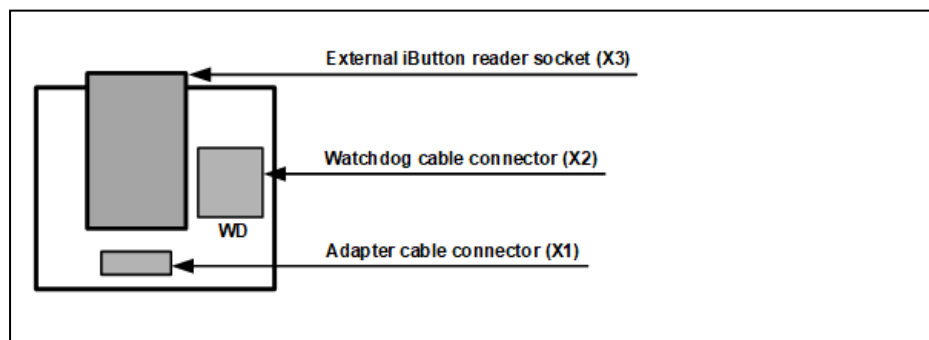 External iButton reader socket (X3)
Watchdog cable connector (X2)
WD
Adapter cable connector (X1)